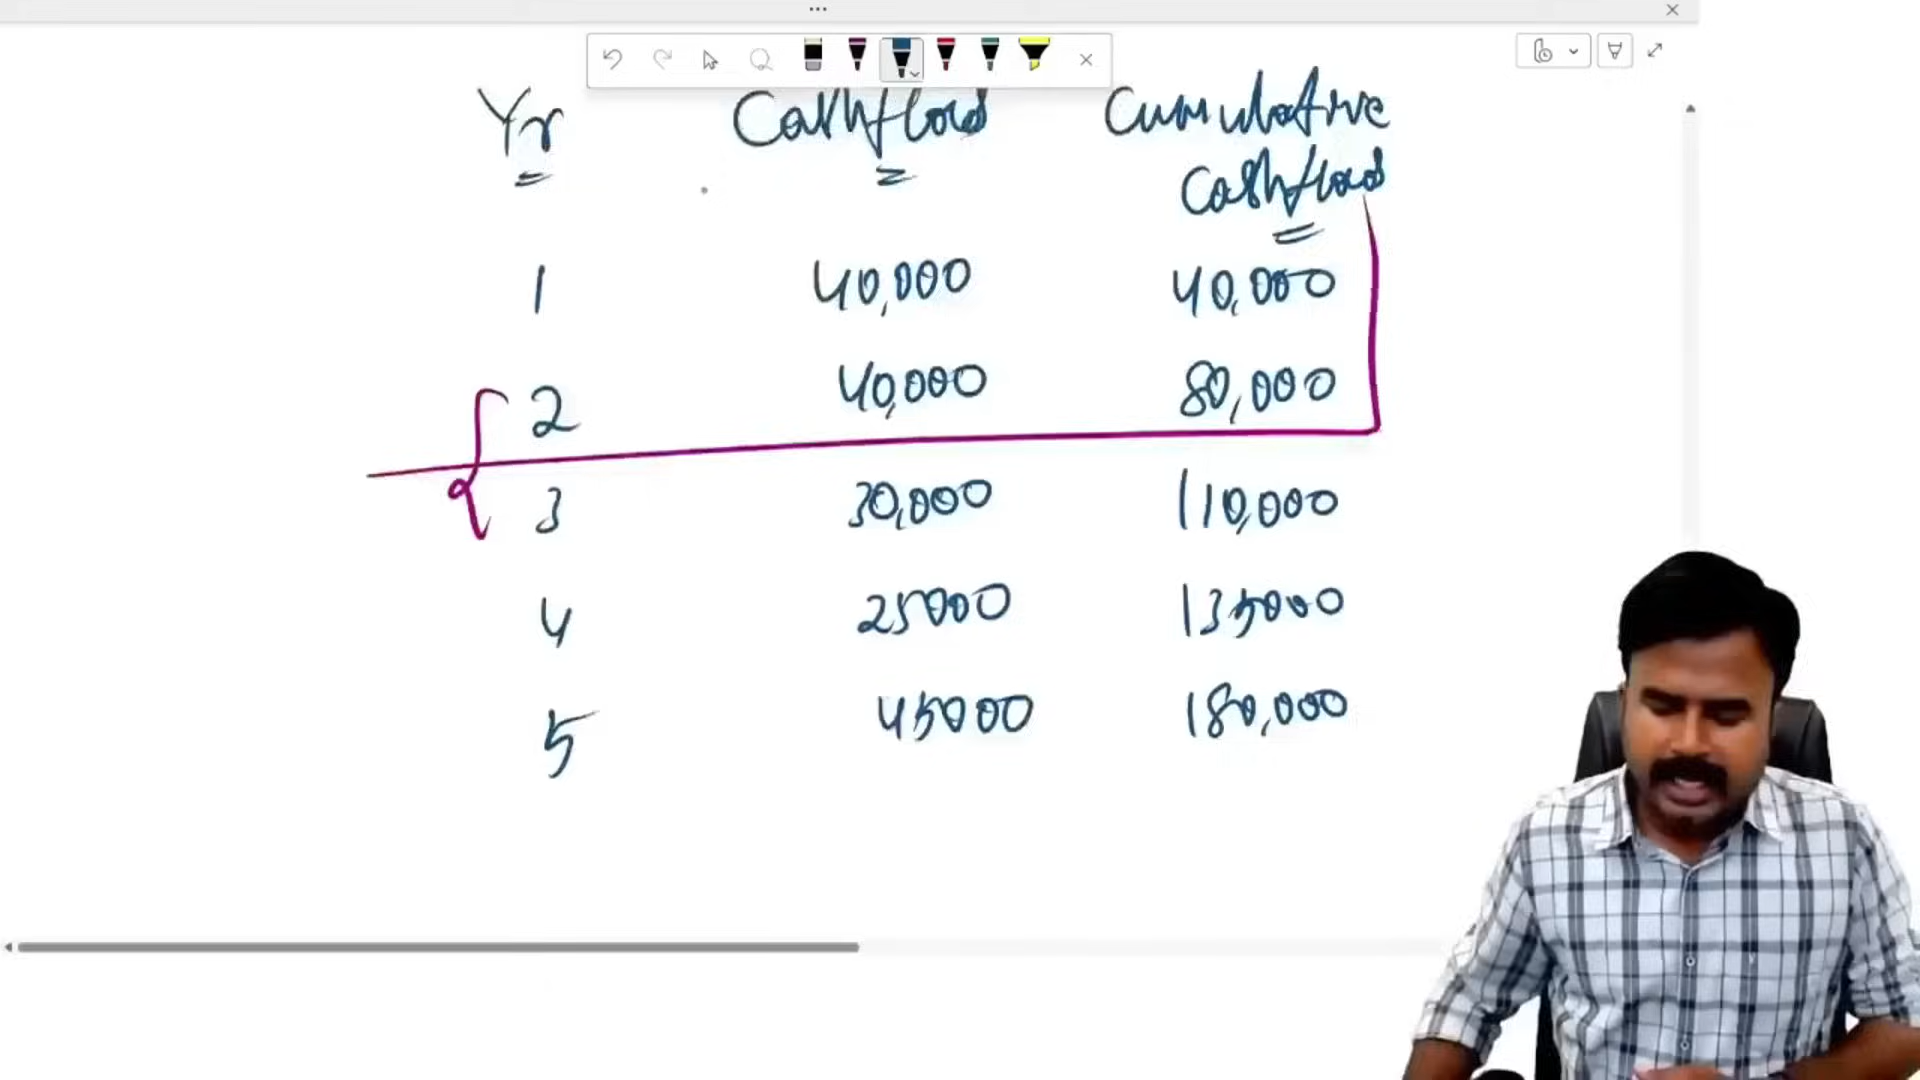 Yr Cashflow Cumulative
Cashflow
1 40,000 40,000
2 40,000 80,000
3 30,000 110,000
4 25000 135000
5 45000 180,000